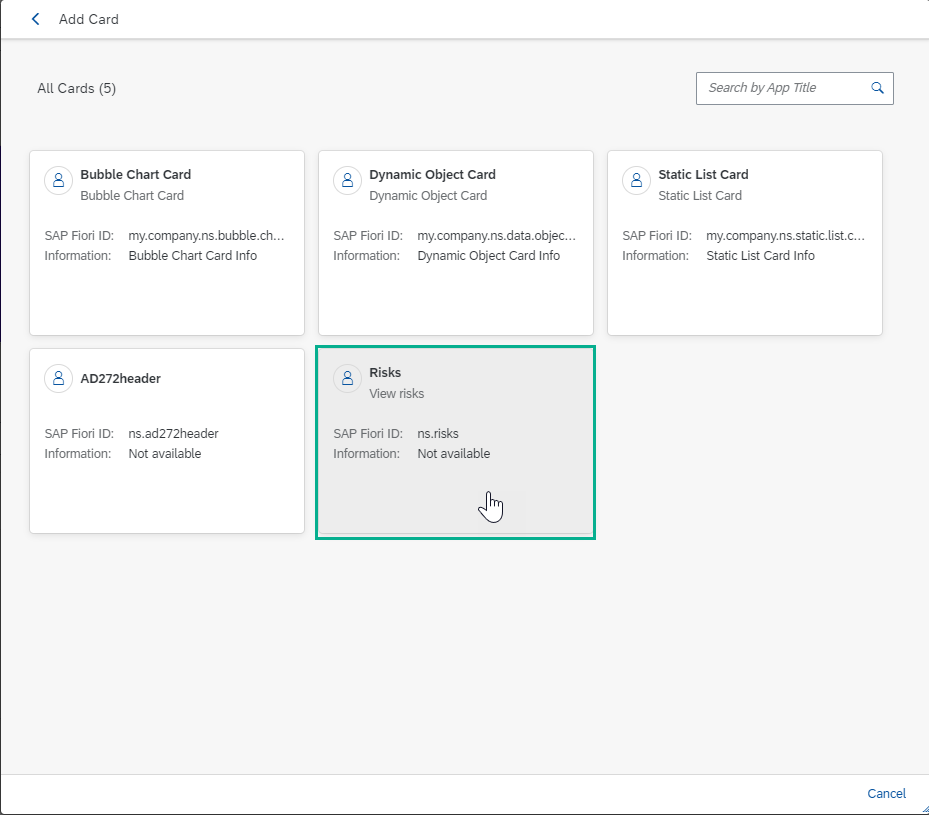 Add Card
All Cards (5)
Search by App Title
Bubble Chart Card
Bubble Chart Card
SAP Fiori ID: my.company.ns.bubble.ch...
Information: Bubble Chart Card Info
Dynamic Object Card
Dynamic Object Card
SAP Fiori ID: my.company.ns.data.objec...
Information: Dynamic Object Card Info
Static List Card
Static List Card
SAP Fiori ID: my.company.ns.static.list.c...
Information: Static List Card Info
AD272header
SAP Fiori ID: ns.ad272header
Information: Not available
Risks
View risks
SAP Fiori ID: ns.risks
Information: Not available
Cancel